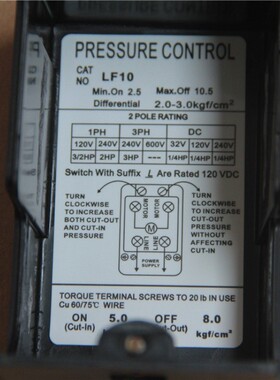 PRESSURE CONTROL
CAT NO LF10
Min.On 2.5 Max.Off 10.5
Differential 2.0-3.0kgf/cm²
2 POLE RATING
1PH 3PH DC
120V 240V 240V 600V 32V 120V 240V
3/2HP 2HP 3HP --- 1/4HP 1/4HP 1/4HP
Switch With Suffix Are Rated 120 VDC
TURN
CLOCKWISE
TO INCREASE
BOTH CUT-OUT
AND CUT-IN
PRESSURE
MOTOR MOTOR
M
LINE LINE
POWER
SUPPLY
TURN
CLOCKWISE
TO INCREASE
CUT-OUT
PRESSURE
WITHOUT
AFFECTING
CUT-IN
TORQUE TERMINAL SCREWS TO 20 lb IN USE
Cu 60/75℃ WIRE
ON 5.0 OFF 8.0
(Cut-In) Cut-Out) kgf/cm²